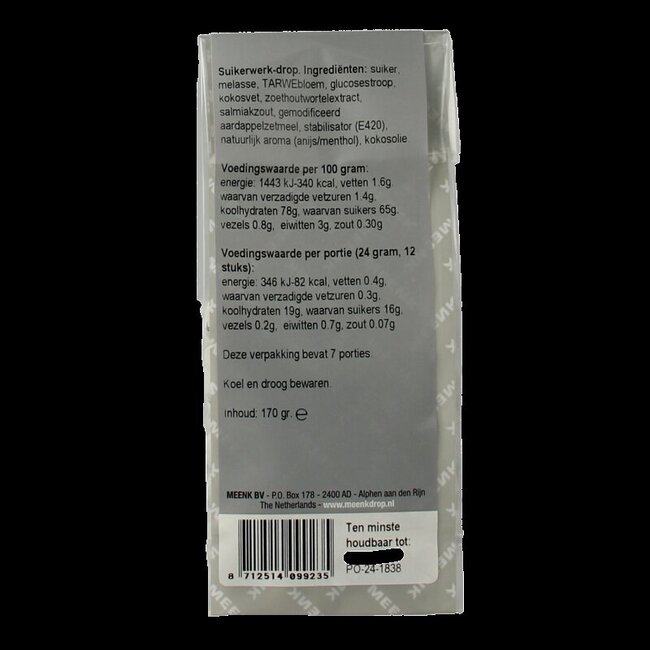 Suikerwerk-drop. Ingrediënten: suiker,
melasse, TARWEbloem, glucosestroop,
kokosvet, zoethoutwortelextract,
salmiakzout, gemodificeerd
aardappelzetmeel, stabilisator (E420),
natuurlijk aroma (anijs/menthol), kokosolie.
Voedingswaarde per 100 gram:
energie: 1443 kJ-340 kcal, vetten 1.6g.
waarvan verzadigde vetzuren 1.4g.
koolhydraten 78g, waarvan suikers 65g.
vezels 0.8g, eiwitten 3g, zout 0.30g
Voedingswaarde per portie (24 gram, 12
stuks):
energie: 346 kJ-82 kcal, vetten 0.4g,
waarvan verzadigde vetzuren 0.3g,
koolhydraten 19g, waarvan suikers 16g,
vezels 0.2g, eiwitten 0.7g, zout 0.07g
Deze verpakking bevat 7 porties.
Koel en droog bewaren.
inhoud: 170 gr. ℮
MEENK BV - P.O. Box 178 - 2400 AD - Alphen aan den Rijn
The Netherlands - www.meenkdrop.nl
Ten minste
houdbaar tot:
PO-24-1838
8 712514 099235